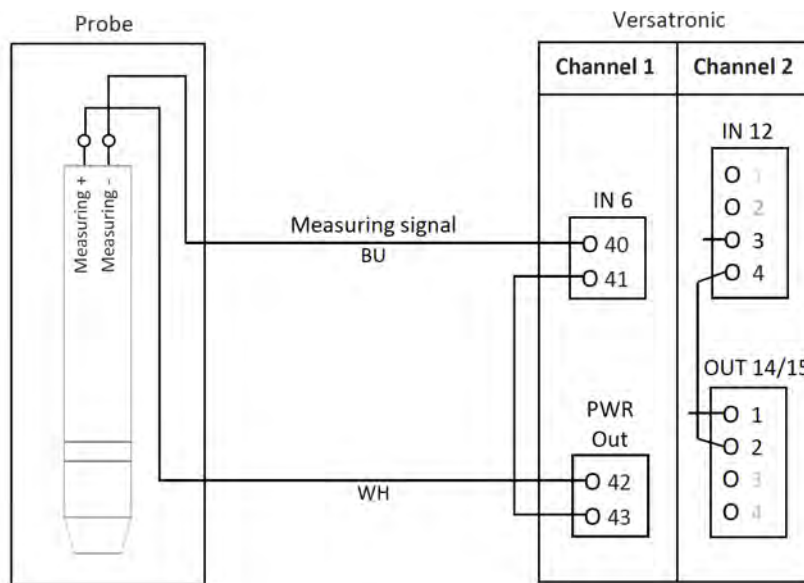 Probe
Versatronic
Channel 1
Channel 2
IN 12
1
2
3
4
IN 6
40
41
Measuring +
Measuring -
Measuring signal
BU
OUT 14/15
1
2
3
4
PWR
Out
42
43
WH